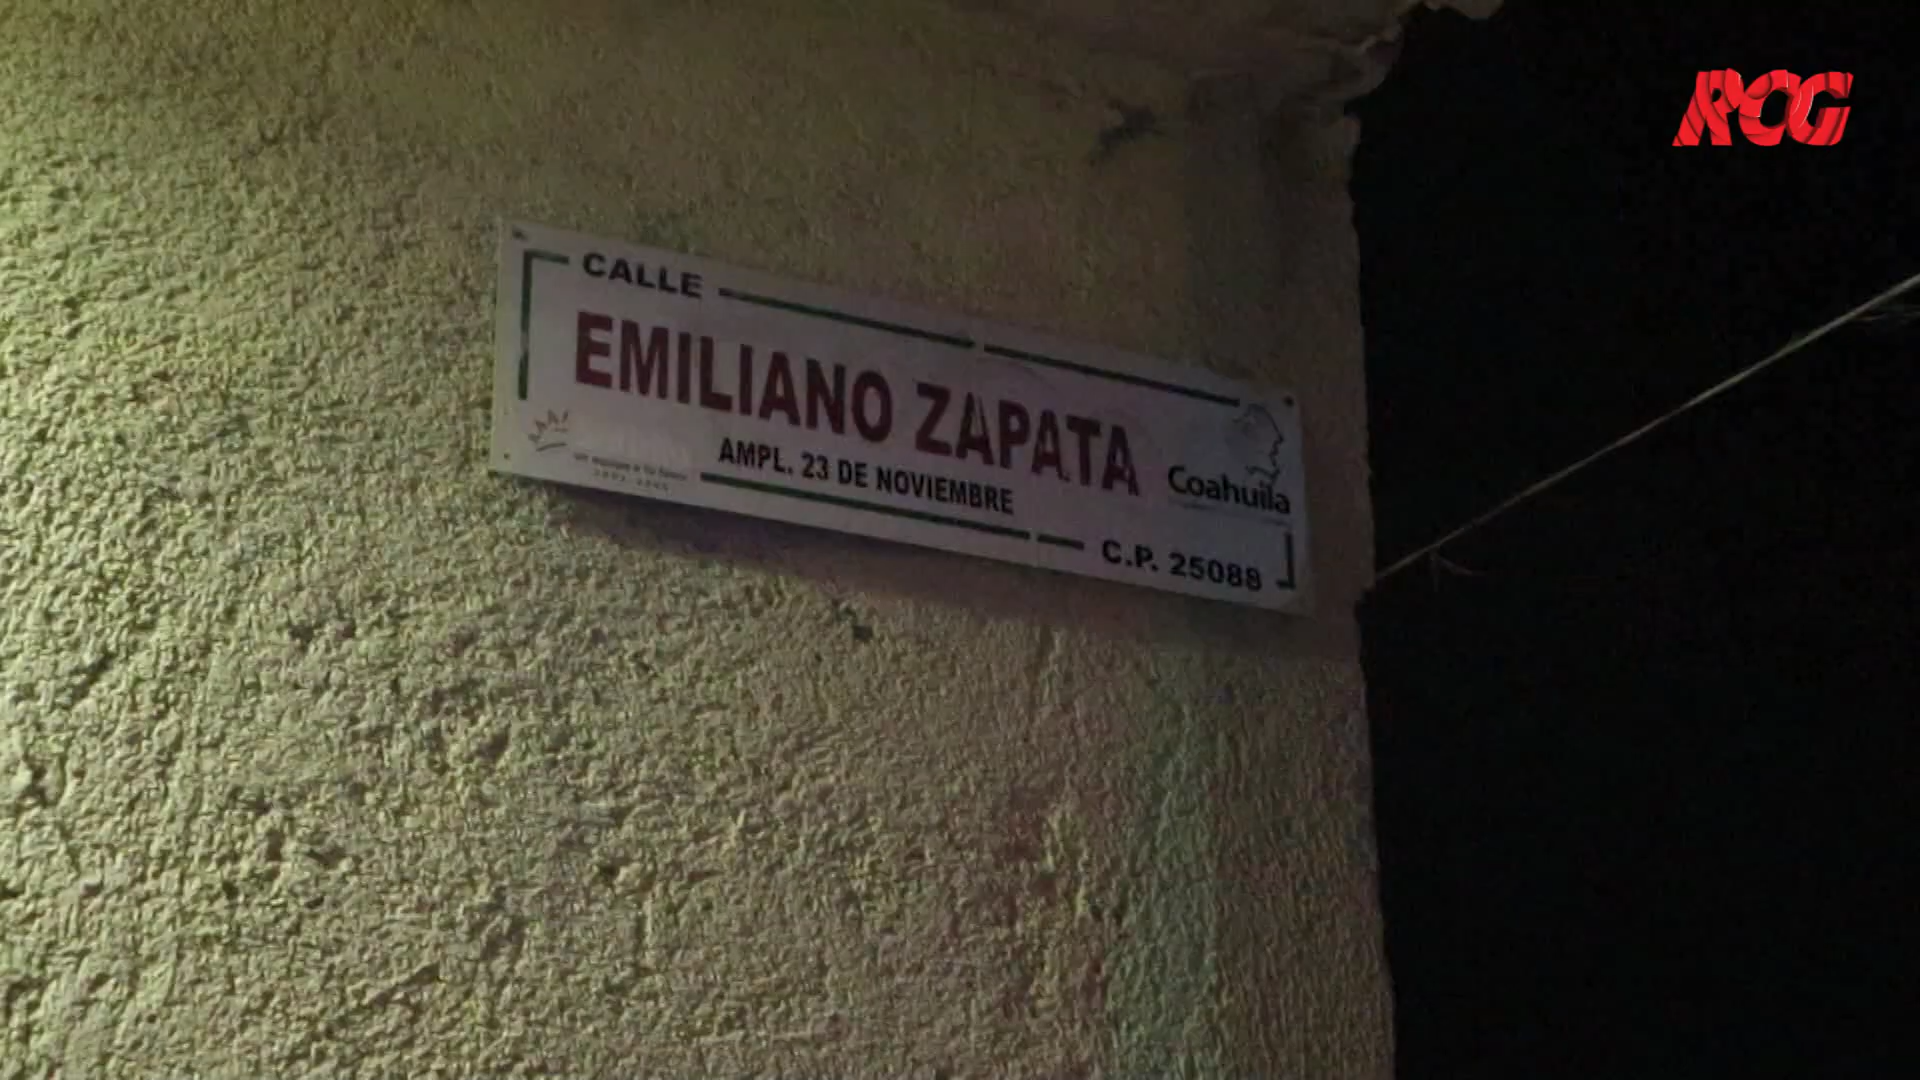 RCG
CALLE
EMILIANO ZAPATA
AMPL. 23 DE NOVIEMBRE
Coahuila
C.P. 25088